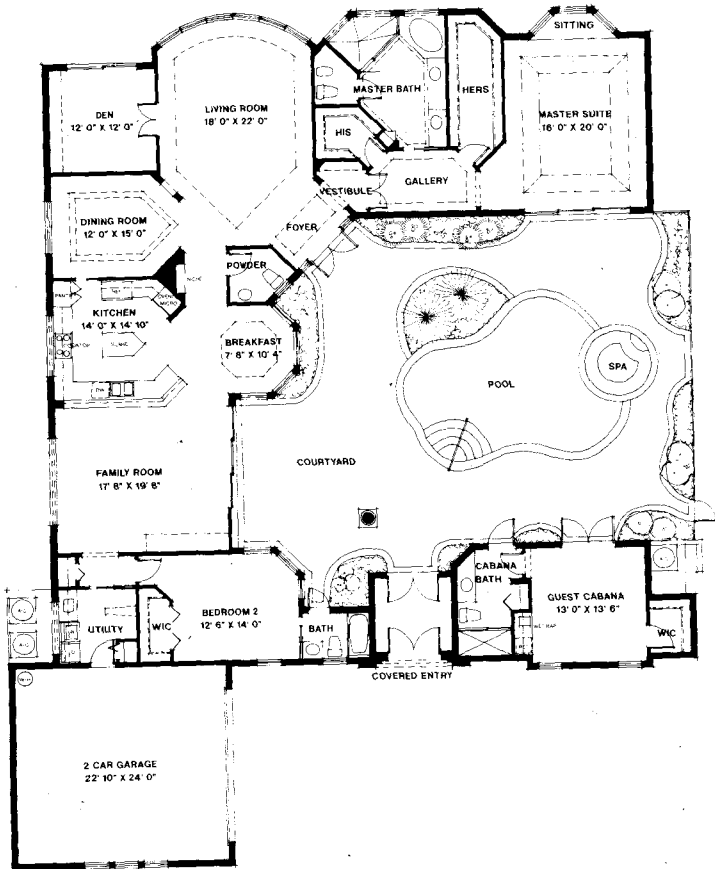 SITTING
DEN
12' 0" X 12' 0"
LIVING ROOM
18' 0" X 22' 0"
MASTER BATH
HERS
MASTER SUITE
16' 0" X 20' 0"
HIS
VESTIBULE
GALLERY
DINING ROOM
12' 0" X 15' 0"
FOYER
POWDER
NICHE
KITCHEN
14' 0" X 14' 10"
BREAKFAST
7' 8" X 10' 4"
POOL
SPA
COURTYARD
FAMILY ROOM
17' 8" X 19' 8"
CABANA
BATH
GUEST CABANA
13' 0" X 13' 6"
BEDROOM 2
12' 6" X 14' 0"
UTILITY
WIC
BATH
WET BAR
WIC
COVERED ENTRY
2 CAR GARAGE
22' 10" X 24' 0"